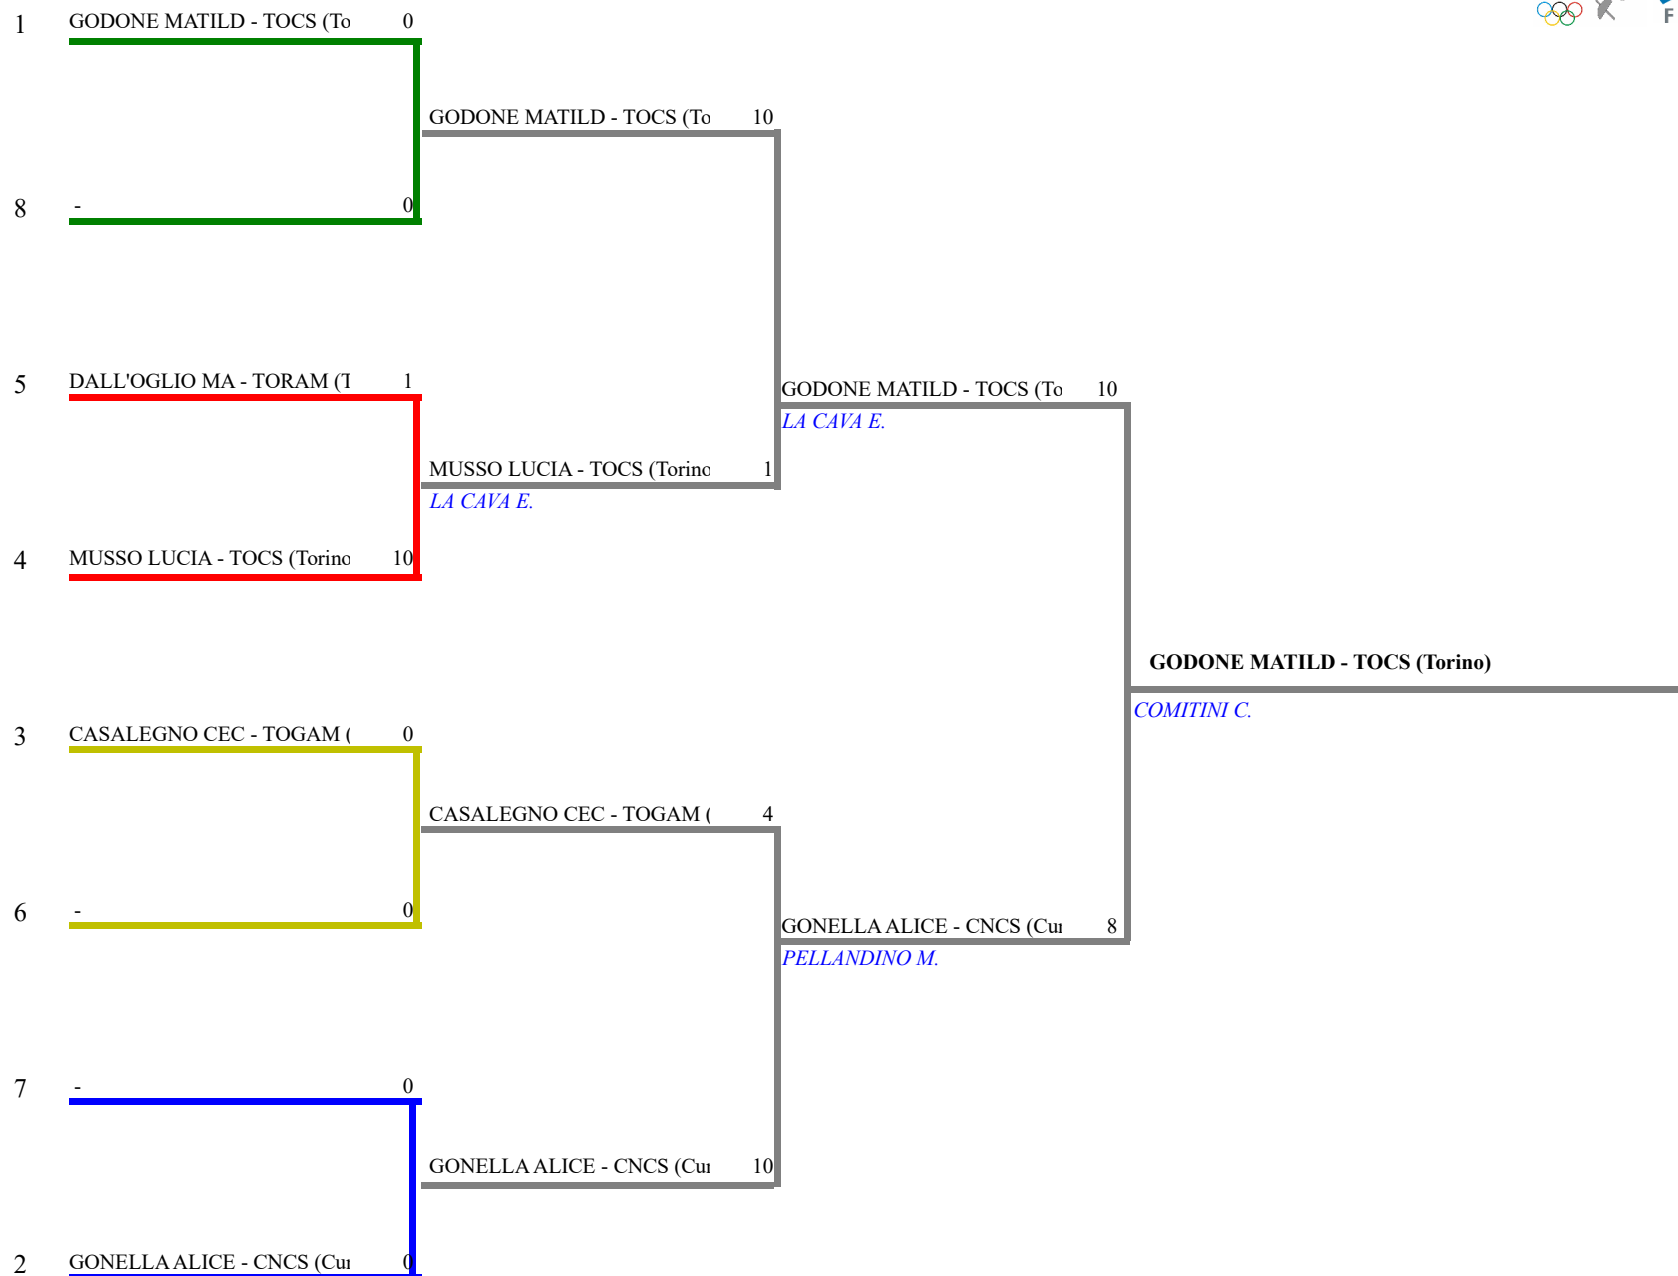 1 GODONE MATILD - TOCS (To 0
GODONE MATILD - TOCS (To 10
8 - 0
5 DALL'OGLIO MA - TORAM (T 1
GODONE MATILD - TOCS (To 10
LA CAVA E.
MUSSO LUCIA - TOCS (Torino 1
LA CAVA E.
4 MUSSO LUCIA - TOCS (Torino 10
GODONE MATILD - TOCS (Torino)
COMITINI C.
3 CASALEGNO CEC - TOGAM ( 0
CASALEGNO CEC - TOGAM ( 4
6 - 0
GONELLA ALICE - CNCS (Cu 8
PELLANDINO M.
7 - 0
GONELLA ALICE - CNCS (Cu 10
2 GONELLA ALICE - CNCS (Cu 0
F